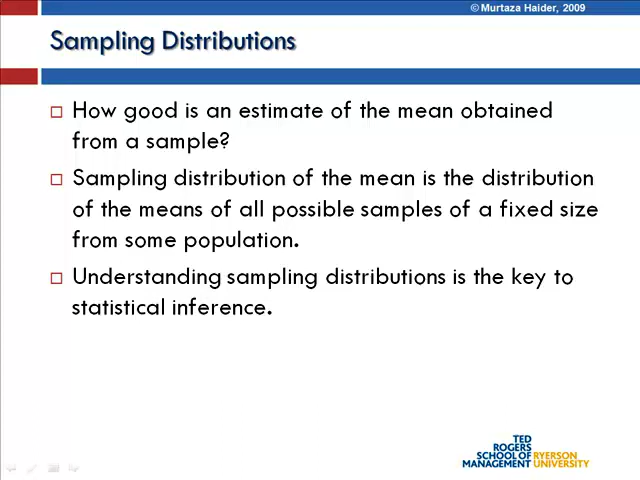 © Murtaza Haider, 2009
Sampling Distributions
How good is an estimate of the mean obtained
from a sample?
Sampling distribution of the mean is the distribution
of the means of all possible samples of a fixed size
from some population.
Understanding sampling distributions is the key to
statistical inference.
TED
ROGERS
SCHOOL OF RYERSON
MANAGEMENT UNIVERSITY